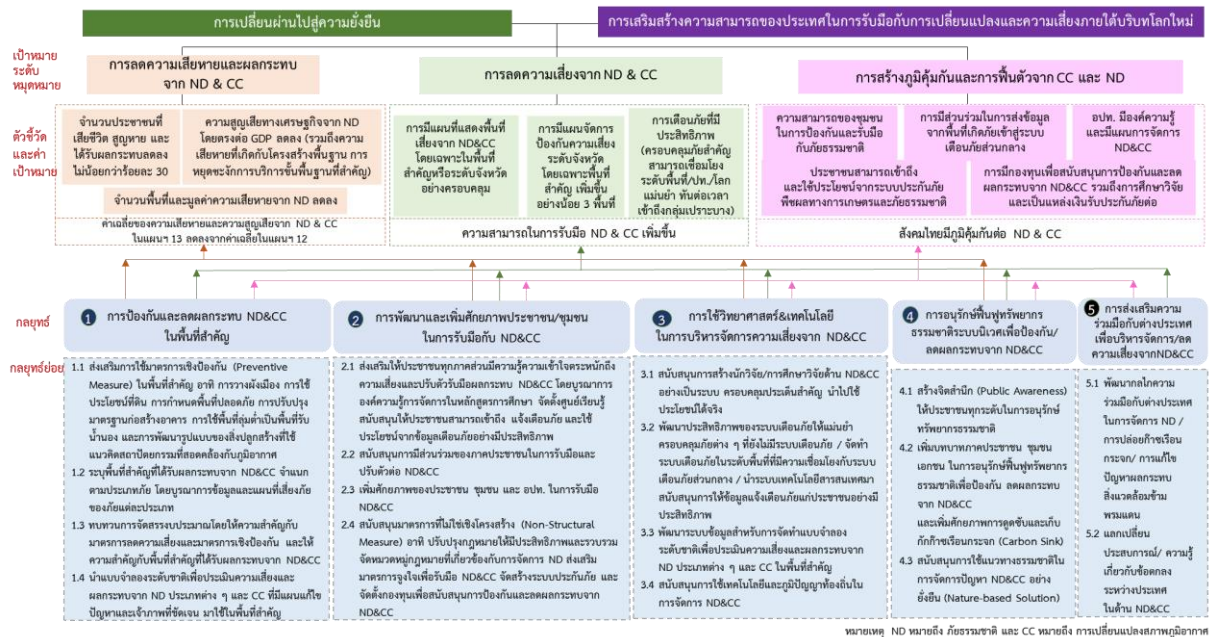 การเปลี่ยนผ่านไปสู่ความยั่งยืน
การเสริมสร้างความสามารถของประเทศในการรับมือกับการเปลี่ยนแปลงและความเสี่ยงภายใต้บริบทโลกใหม่
เป้าหมาย
ระดับ
หมุดหมาย
การลดความเสียหายและผลกระทบ
จาก ND & CC
การลดความเสี่ยงจาก ND & CC
การสร้างภูมิคุ้มกันและการฟื้นตัวจาก CC และ ND
ตัวชี้วัด
และค่า
เป้าหมาย
จำนวนประชาชนที่
เสียชีวิต สูญหาย และ
ได้รับผลกระทบลดลง
ไม่น้อยกว่าร้อยละ 30
ความสูญเสียทางเศรษฐกิจจาก ND
โดยตรงต่อ GDP ลดลง (รวมถึงความ
เสียหายที่เกิดกับโครงสร้างพื้นฐาน การ
หยุดชะงักการบริการขั้นพื้นฐานที่สำคัญ)
จำนวนพื้นที่และมูลค่าความเสียหายจาก ND ลดลง
ค่าเฉลี่ยของความเสียหายและความสูญเสียจาก ND & CC
ในแผนฯ 13 ลดลงจากค่าเฉลี่ยในแผนฯ 12
การมีแผนที่แสดงพื้นที่
เสี่ยงจาก ND&CC
โดยเฉพาะในพื้นที่
สำคัญหรือระดับจังหวัด
อย่างครอบคลุม
การมีแผนจัดการ
ป้องกันความเสี่ยง
ระดับจังหวัด
โดยเฉพาะในพื้นที่
สำคัญ เพิ่มขึ้น
อย่างน้อย 3 พื้นที่
การเตือนภัยที่มี
ประสิทธิภาพ
(ครอบคลุมภัยสำคัญ
สามารถเชื่อมโยง
ระดับพื้นที่/ปท./โลก
แม่นยำ ทันต่อเวลา
เข้าถึงกลุ่มเปราะบาง)
ความสามารถในการรับมือ ND & CC เพิ่มขึ้น
ความสามารถของชุมชน
ในการป้องกันและรับมือ
กับภัยธรรมชาติ
การมีส่วนร่วมในการส่งข้อมูล
จากพื้นที่เกิดภัยเข้าสู่ระบบ
เตือนภัยส่วนกลาง
อปท. มีองค์ความรู้
และมีแผนการจัดการ
ND&CC
ประชาชนสามารถเข้าถึง
และใช้ประโยชน์จากระบบประกันภัย
พืชผลทางการเกษตรและภัยธรรมชาติ
การมีกองทุนเพื่อสนับสนุนการป้องกันและลด
ผลกระทบจาก ND&CC รวมถึงการศึกษาวิจัย
และเป็นแหล่งเงินรับประกันภัยต่อ
สังคมไทยมีภูมิคุ้มกันต่อ ND & CC
กลยุทธ์
1 การป้องกันและลดผลกระทบ ND&CC
ในพื้นที่สำคัญ
2 การพัฒนาและเพิ่มศักยภาพประชาชน/ชุมชน
ในการรับมือกับ ND&CC
3 การใช้วิทยาศาสตร์&เทคโนโลยี
ในการบริหารจัดการความเสี่ยงจาก ND&CC
4 การอนุรักษ์ฟื้นฟูทรัพยากร
ธรรมชาติระบบนิเวศเพื่อป้องกัน/
ลดผลกระทบจาก ND&CC
5 การส่งเสริมความ
ร่วมมือกับต่างประเทศ
เพื่อบริหารจัดการ/ลด
ความเสี่ยงจากND&CC
กลยุทธ์ย่อย
1.1 ส่งเสริมการใช้มาตรการเชิงป้องกัน (Preventive
Measure) ในพื้นที่สำคัญ อาทิ การวางผังเมือง การใช้
ประโยชน์ที่ดิน การกำหนดพื้นที่ปลอดภัย การปรับปรุง
มาตรฐานก่อสร้างอาคาร การใช้พื้นที่ลุ่มต่ำเป็นพื้นที่รับ
น้ำนอง และการพัฒนารูปแบบของสิ่งปลูกสร้างที่ใช้
แนวคิดสถาปัตยกรรมที่สอดคล้องกับภูมิอากาศ
1.2 ระบุพื้นที่สำคัญที่ได้รับผลกระทบจาก ND&CC จำแนก
ตามประเภทภัย โดยบูรณาการข้อมูลและแผนที่เสี่ยงภัย
ของภัยแต่ละประเภท
1.3 ทบทวนการจัดสรรงบประมาณโดยให้ความสำคัญกับ
มาตรการลดความเสี่ยงและมาตรการเชิงป้องกัน และให้
ความสำคัญกับพื้นที่สำคัญที่ได้รับผลกระทบจาก ND&CC
1.4 นำแบบจำลองระดับชาติเพื่อประเมินความเสี่ยงและ
ผลกระทบจาก ND ประเภทต่าง ๆ และ CC ที่มีแผนแก้ไข
ปัญหาและเจ้าภาพที่ชัดเจน มาใช้ในพื้นที่สำคัญ
2.1 ส่งเสริมให้ประชาชนทุกภาคส่วนมีความรู้ความเข้าใจตระหนักถึง
ความเสี่ยงและปรับตัวรับมือผลกระทบ ND&CC โดยบูรณาการ
องค์ความรู้การจัดการในหลักสูตรการศึกษา จัดตั้งศูนย์เรียนรู้
สนับสนุนให้ประชาชนสามารถเข้าถึง แจ้งเตือนภัย และใช้
ประโยชน์จากข้อมูลเตือนภัยอย่างมีประสิทธิภาพ
2.2 สนับสนุนการมีส่วนร่วมของภาคประชาชนในการรับมือและ
ปรับตัวต่อ ND&CC
2.3 เพิ่มศักยภาพของประชาชน ชุมชน และ อปท. ในการรับมือ
ND&CC
2.4 สนับสนุนมาตรการที่ไม่ใช่เชิงโครงสร้าง (Non-Structural
Measure) อาทิ ปรับปรุงกฎหมายให้มีประสิทธิภาพและรวบรวม
จัดหมวดหมู่กฎหมายที่เกี่ยวข้องกับการจัดการ ND ส่งเสริม
มาตรการจูงใจเพื่อรับมือ ND&CC จัดสร้างระบบประกันภัย และ
จัดตั้งกองทุนเพื่อสนับสนุนการป้องกันและลดผลกระทบจาก
ND&CC
3.1 สนับสนุนการสร้างนักวิจัย/การศึกษาวิจัยด้าน ND&CC
อย่างเป็นระบบ ครอบคลุมประเด็นสำคัญ นำไปใช้
ประโยชน์ได้จริง
3.2 พัฒนาประสิทธิภาพของระบบเตือนภัยให้แม่นยำ
ครอบคลุมภัยต่าง ๆ ที่ยังไม่มีระบบเตือนภัย / จัดทำ
ระบบเตือนภัยในระดับพื้นที่ที่มีความเชื่อมโยงกับระบบ
เตือนภัยส่วนกลาง / นำระบบเทคโนโลยีสารสนเทศมา
สนับสนุนการให้ข้อมูลแจ้งเตือนภัยแก่ประชาชนอย่างมี
ประสิทธิภาพ
3.3 พัฒนาระบบข้อมูลสำหรับการจัดทำแบบจำลอง
ระดับชาติเพื่อประเมินความเสี่ยงและผลกระทบจาก
ND ประเภทต่าง ๆ และ CC ในพื้นที่สำคัญ
3.4 สนับสนุนการใช้เทคโนโลยีและภูมิปัญญาท้องถิ่นใน
การจัดการ ND&CC
4.1 สร้างจิตสำนึก (Public Awareness)
ให้ประชาชนทุกระดับในการอนุรักษ์
ทรัพยากรธรรมชาติ
4.2 เพิ่มบทบาทภาคประชาชน ชุมชน
เอกชน ในการอนุรักษ์ฟื้นฟูทรัพยากร
ธรรมชาติเพื่อป้องกัน ลดผลกระทบ
จาก ND&CC
และเพิ่มศักยภาพการดูดซับและเก็บ
กักก๊าซเรือนกระจก (Carbon Sink)
4.3 สนับสนุนการใช้แนวทางธรรมชาติใน
การจัดการปัญหา ND&CC อย่าง
ยั่งยืน (Nature-based Solution)
5.1 พัฒนากลไกความ
ร่วมมือกับต่างประเทศ
ในการจัดการ ND /
การปล่อยก๊าซเรือน
กระจก/ การแก้ไข
ปัญหาผลกระทบ
สิ่งแวดล้อมข้าม
พรมแดน
5.2 แลกเปลี่ยน
ประสบการณ์/ ความรู้
เกี่ยวกับข้อตกลง
ระหว่างประเทศ
ในด้าน ND&CC
หมายเหตุ ND หมายถึง ภัยธรรมชาติ และ CC หมายถึง การเปลี่ยนแปลงสภาพภูมิอากาศ